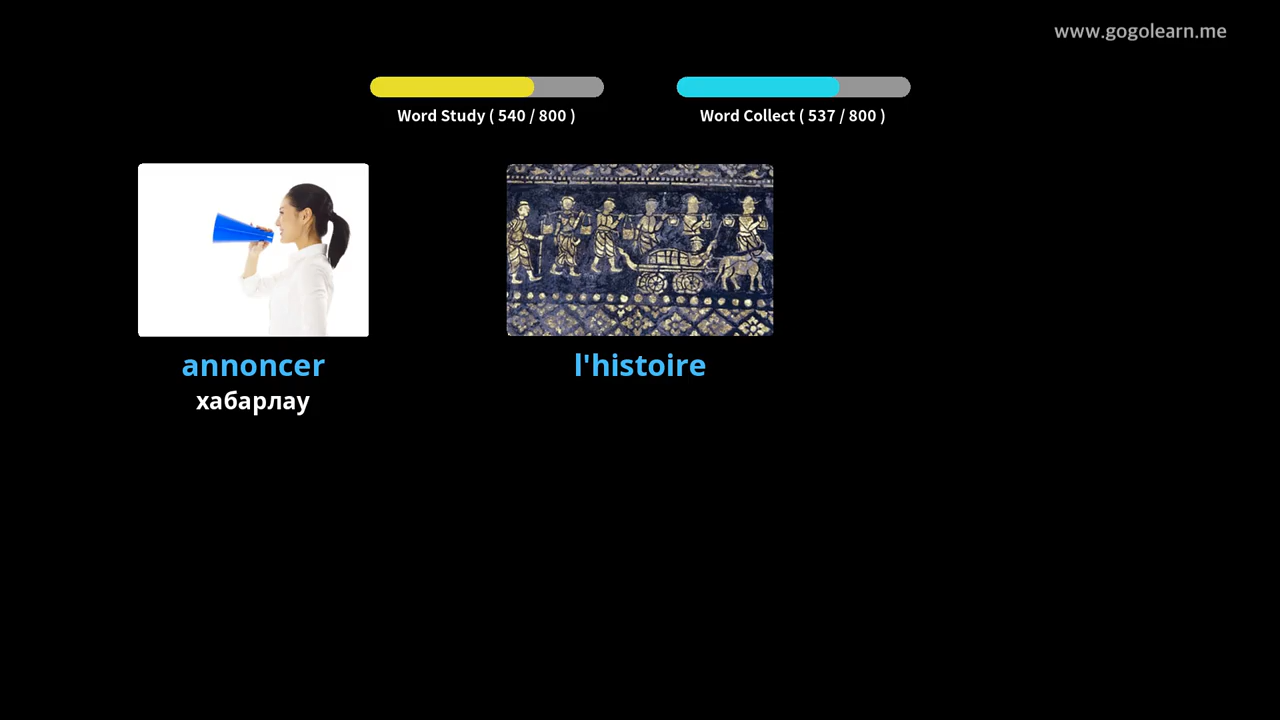 www.gogolearn.me
Word Study ( 540 / 800 )
Word Collect ( 537 / 800 )
annoncer
хабарлау
l'histoire